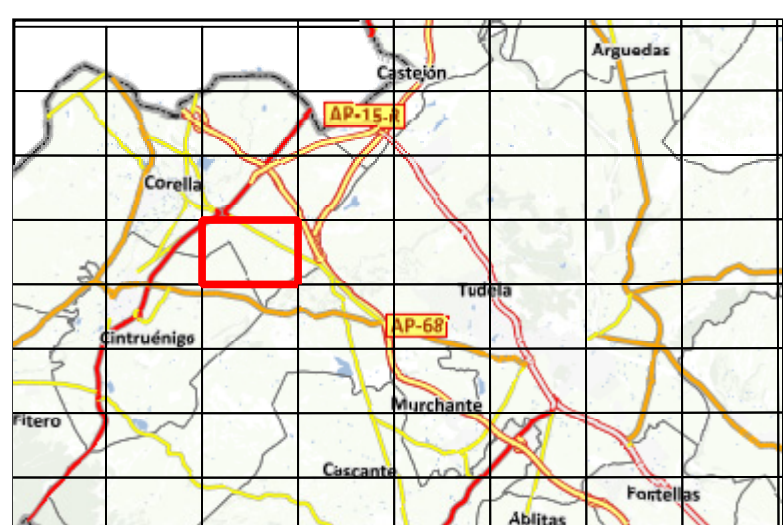 Arguedas
Castejón
AP-15-R
Corella
Tudela
AP-68
Cintruénigo
Murchante
Fitero
Cascante
Fontellas
Ablitas